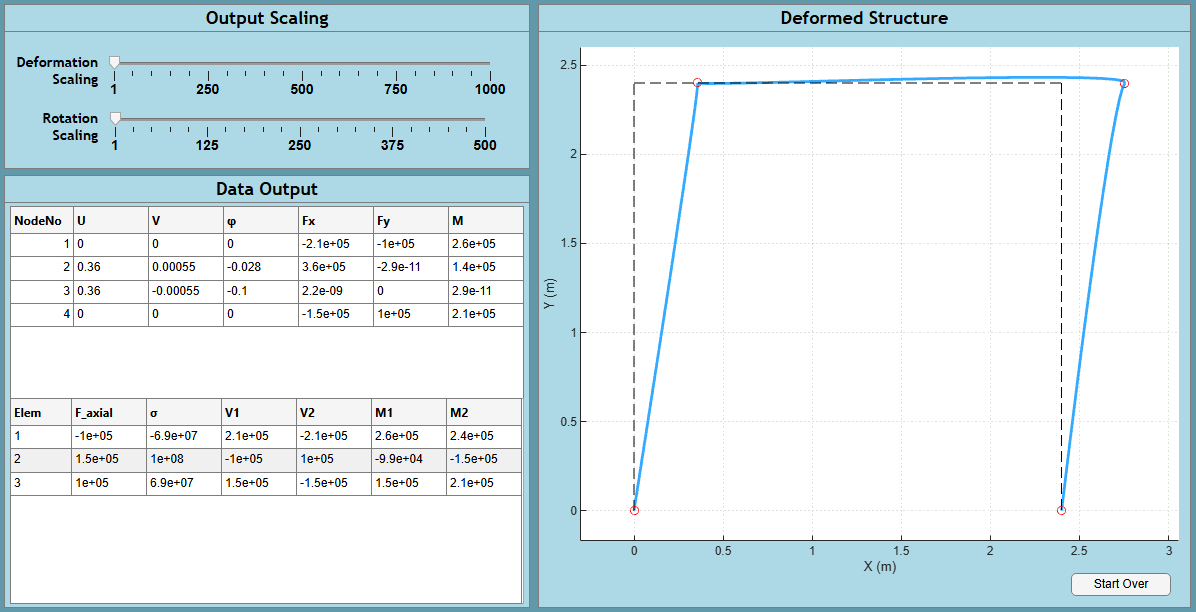 Output Scaling
Deformation Scaling
1 250 500 750 1000
Rotation Scaling
1 125 250 375 500
Data Output
NodeNo U V φ Fx Fy M
1 0 0 0 -2.1e+05 -1e+05 2.6e+05
2 0.36 0.00055 -0.028 3.6e+05 -2.9e-11 1.4e+05
3 0.36 -0.00055 -0.1 2.2e-09 0 2.9e-11
4 0 0 0 -1.5e+05 1e+05 2.1e+05
Elem F_axial σ V1 V2 M1 M2
1 -1e+05 -6.9e+07 2.1e+05 -2.1e+05 2.6e+05 2.4e+05
2 1.5e+05 1e+08 -1e+05 1e+05 -9.9e+04 -1.5e+05
3 1e+05 6.9e+07 1.5e+05 -1.5e+05 1.5e+05 2.1e+05
Deformed Structure
2.5
2
1.5
1
0.5
0
Y (m)
0 0.5 1 1.5 2 2.5 3
X (m)
Start Over